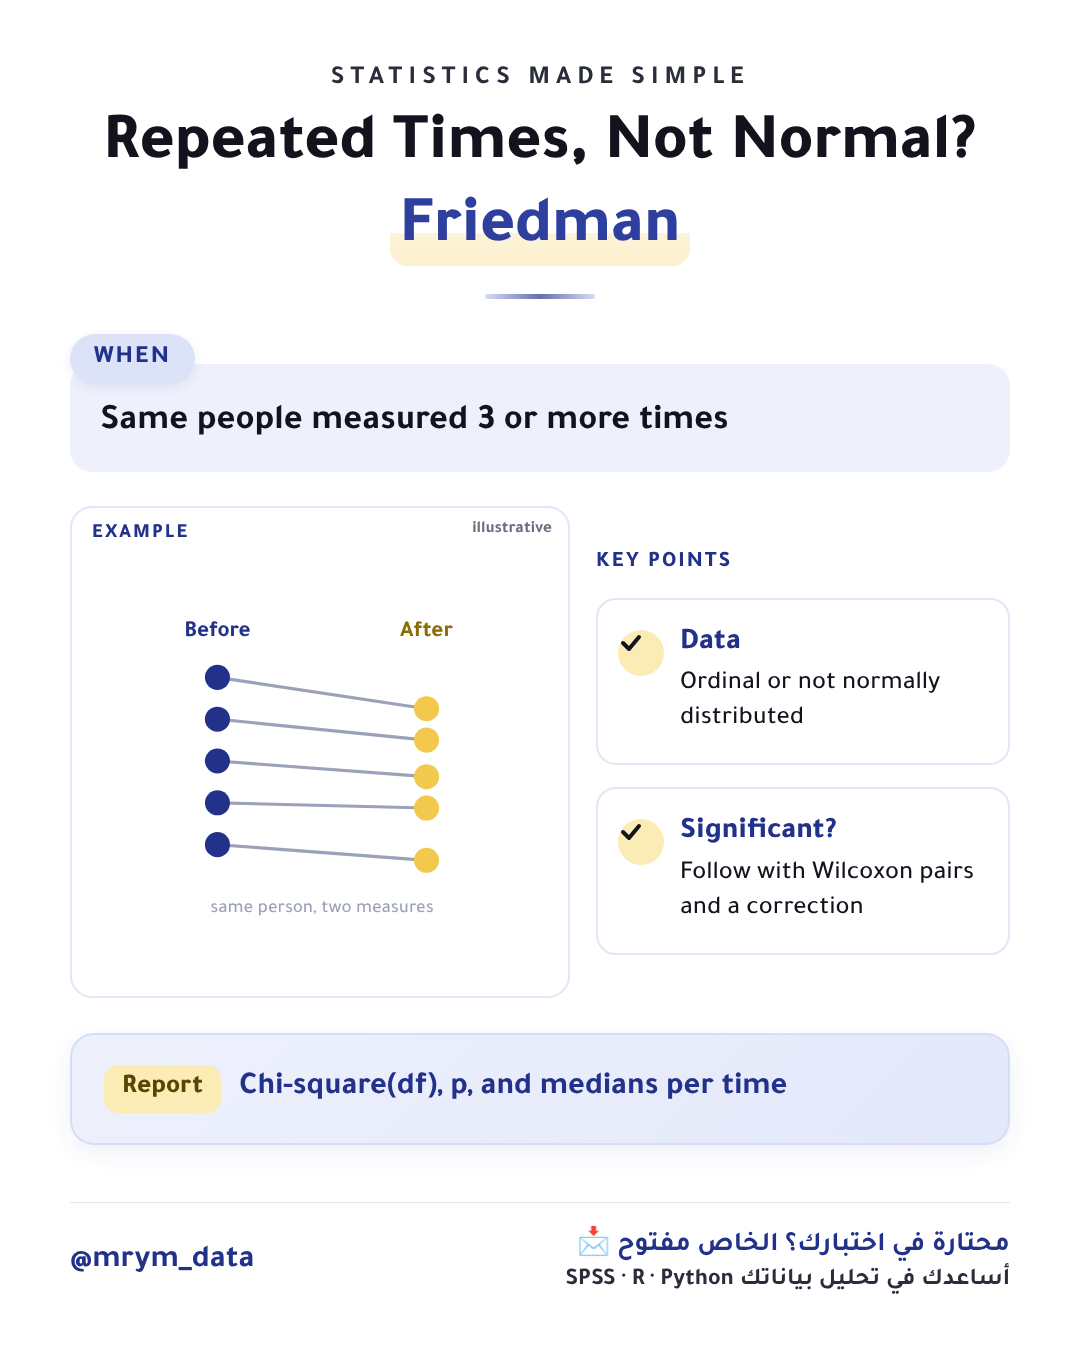 STATISTICS MADE SIMPLE
Repeated Times, Not Normal?
Friedman
WHEN
Same people measured 3 or more times
EXAMPLE
illustrative
Before
After
same person, two measures
KEY POINTS
Data
Ordinal or not normally
distributed
Significant?
Follow with Wilcoxon pairs
and a correction
Report
Chi-square(df), p, and medians per time
@mrym_data
محتارة في اختبارك؟ الخاص مفتوح 📩
أساعدك في تحليل بياناتك SPSS · R · Python